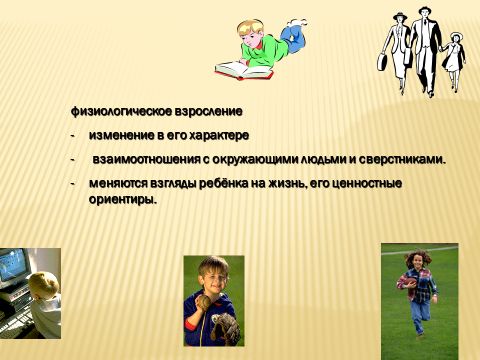 физиологическое взросление
- изменение в его характере
- взаимоотношения с окружающими людьми и сверстниками.
- меняются взгляды ребёнка на жизнь, его ценностные
ориентиры.